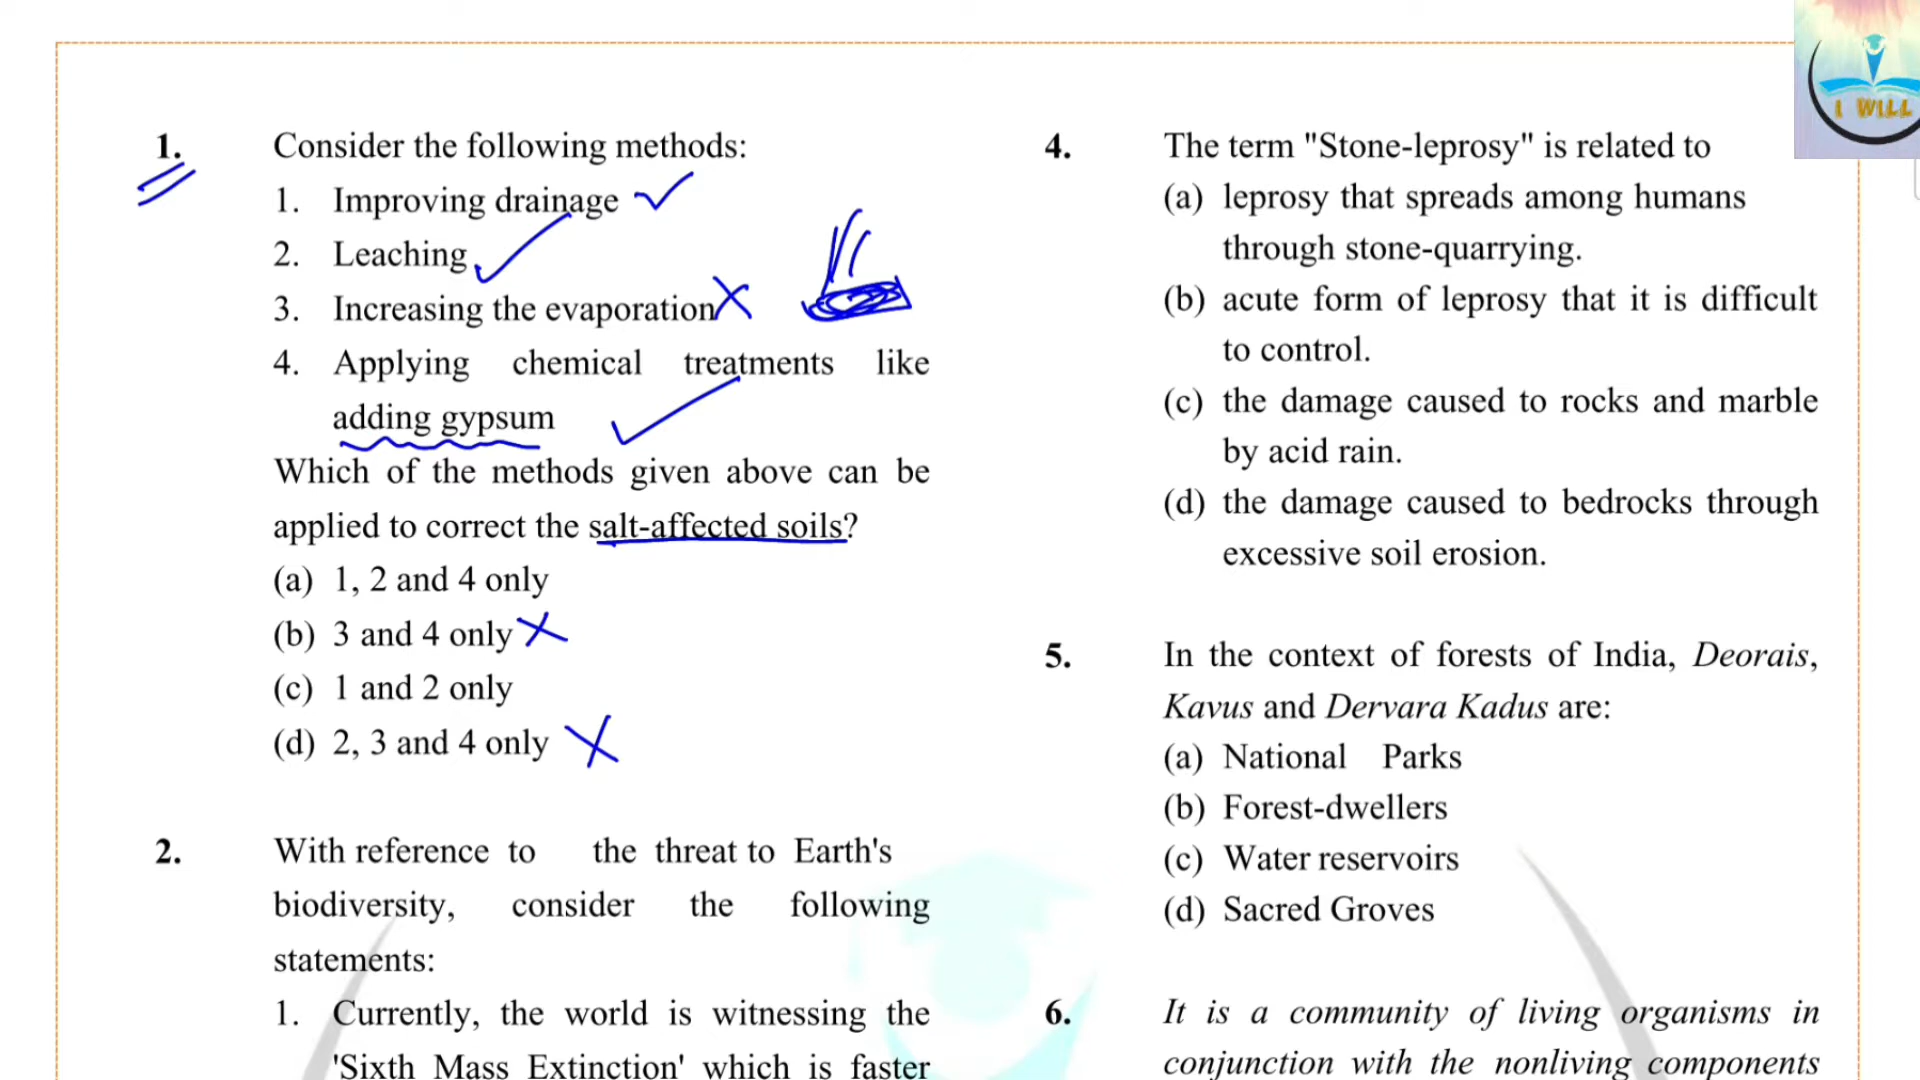 1. Consider the following methods:
1. Improving drainage
2. Leaching
3. Increasing the evaporation
4. Applying chemical treatments like
adding gypsum
Which of the methods given above can be
applied to correct the salt-affected soils?
(a) 1, 2 and 4 only
(b) 3 and 4 only
(c) 1 and 2 only
(d) 2, 3 and 4 only
2. With reference to the threat to Earth's
biodiversity, consider the following
statements:
1. Currently, the world is witnessing the
'Sixth Mass Extinction' which is faster
4. The term "Stone-leprosy" is related to
(a) leprosy that spreads among humans
through stone-quarrying.
(b) acute form of leprosy that it is difficult
to control.
(c) the damage caused to rocks and marble
by acid rain.
(d) the damage caused to bedrocks through
excessive soil erosion.
5. In the context of forests of India, Deorais,
Kavus and Dervara Kadus are:
(a) National Parks
(b) Forest-dwellers
(c) Water reservoirs
(d) Sacred Groves
6. It is a community of living organisms in
conjunction with the nonliving components
I WILL